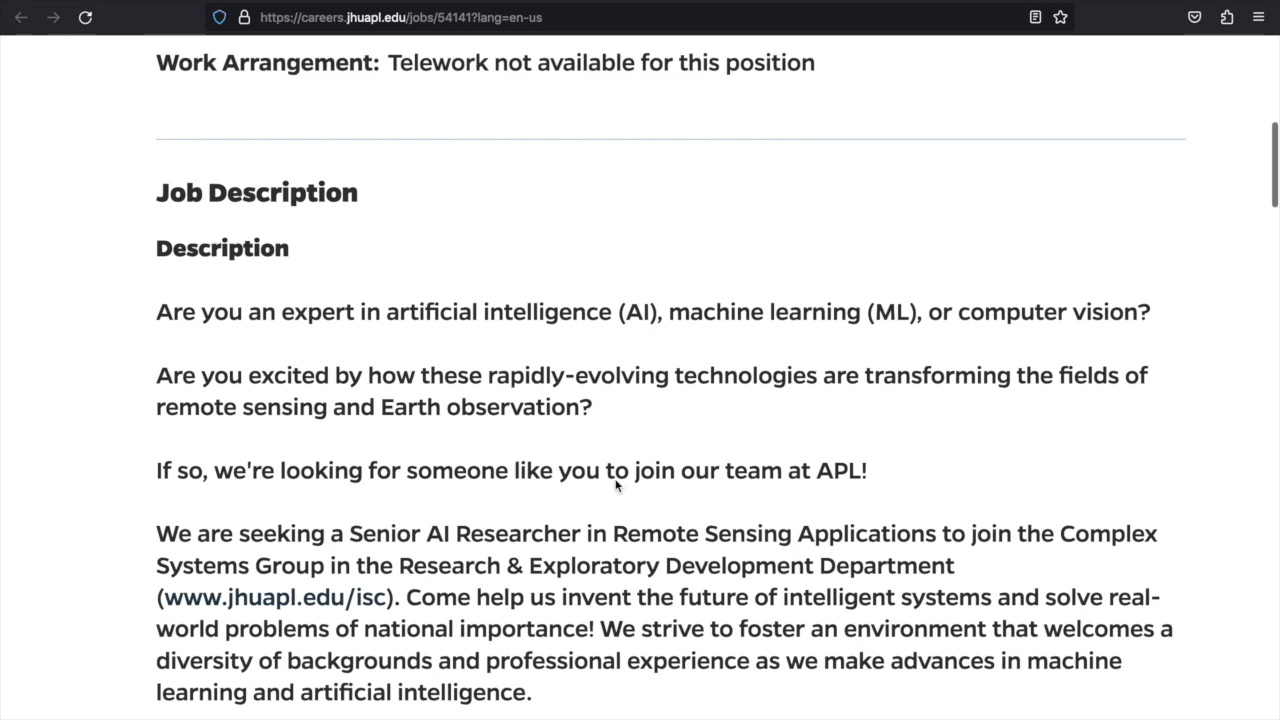 https://careers.jhuapl.edu/jobs/54141?lang=en-us
Work Arrangement: Telework not available for this position
Job Description
Description
Are you an expert in artificial intelligence (AI), machine learning (ML), or computer vision?
Are you excited by how these rapidly-evolving technologies are transforming the fields of
remote sensing and Earth observation?
If so, we're looking for someone like you to join our team at APL!
We are seeking a Senior AI Researcher in Remote Sensing Applications to join the Complex
Systems Group in the Research & Exploratory Development Department
(www.jhuapl.edu/isc). Come help us invent the future of intelligent systems and solve real-
world problems of national importance! We strive to foster an environment that welcomes a
diversity of backgrounds and professional experience as we make advances in machine
learning and artificial intelligence.